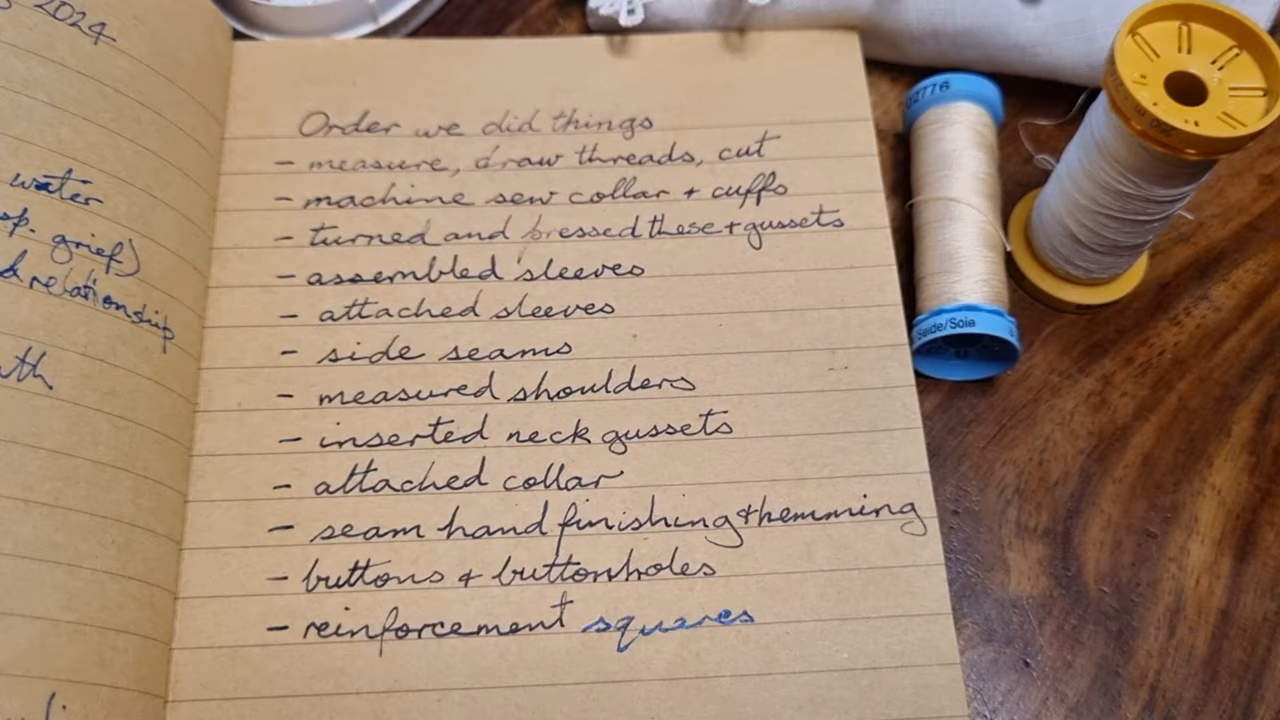 2024
water
grief)
& relationship
Order we did things
- measure, draw threads, cut
- machine sew collar + cuffs
- turned and pressed these + gussets
- assembled sleeves
- attached sleeves
- side seams
- measured shoulders
- inserted neck gussets
- attached collar
- seam hand finishing + hemming
- buttons + buttonholes
- reinforcement squares
02776
Seide/Soie